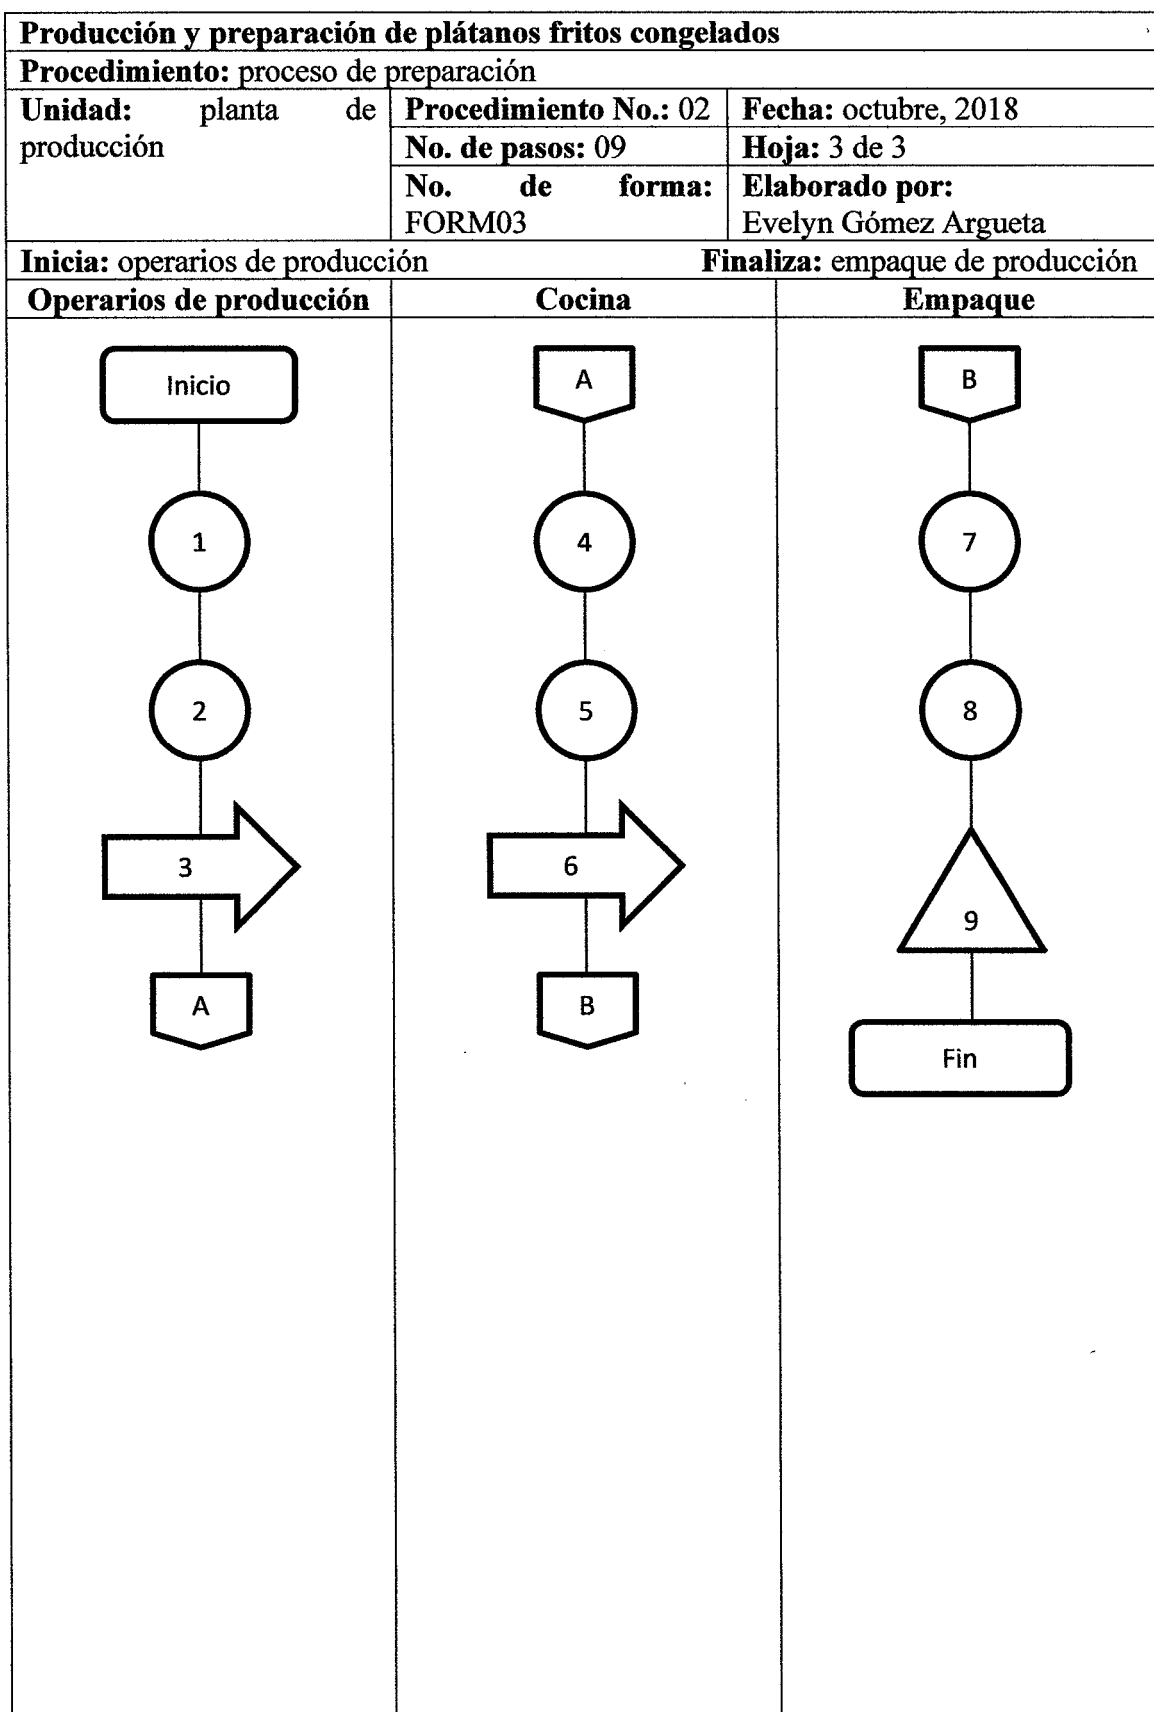 Producción y preparación de plátanos fritos congelados
Procedimiento: proceso de preparación
Unidad: planta de
producción
Procedimiento No.: 02
Fecha: octubre, 2018
No. de pasos: 09
Hoja: 3 de 3
No. de forma:
FORM03
Elaborado por:
Evelyn Gómez Argueta
Inicia: operarios de producción Finaliza: empaque de producción
Operarios de producción
Cocina
Empaque
Inicio
1
2
3
A
A
4
5
6
B
B
7
8
9
Fin